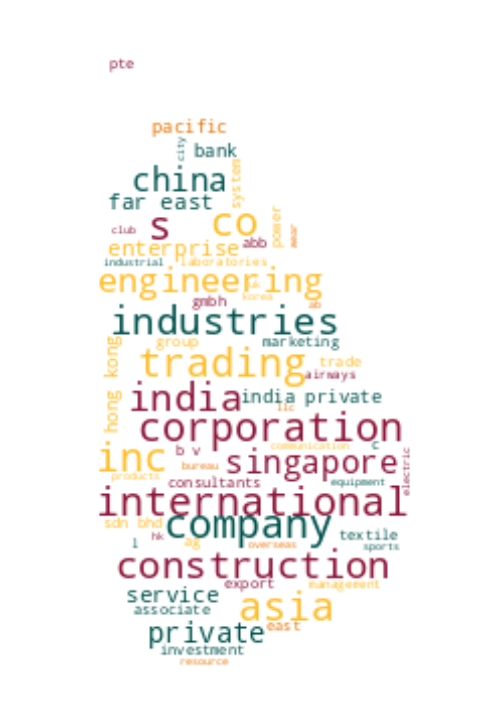 pte
pacific
city
bank
system
china
far east
s
co
power
wear
club
abb
enterprise
industrial
laboratories
engineering
uk
korea
gmbh
ab
industries
hong kong
group
marketing
trading
trade
airways
india
india private
llc
corporation
communication
c
inc
b v
bureau
singapore
electric
products
consultants
equipment
international
sdn bhd
company
hk
l
ag
overseas
textile
sports
construction
export
management
service
associate
asia
private
east
investment
resource